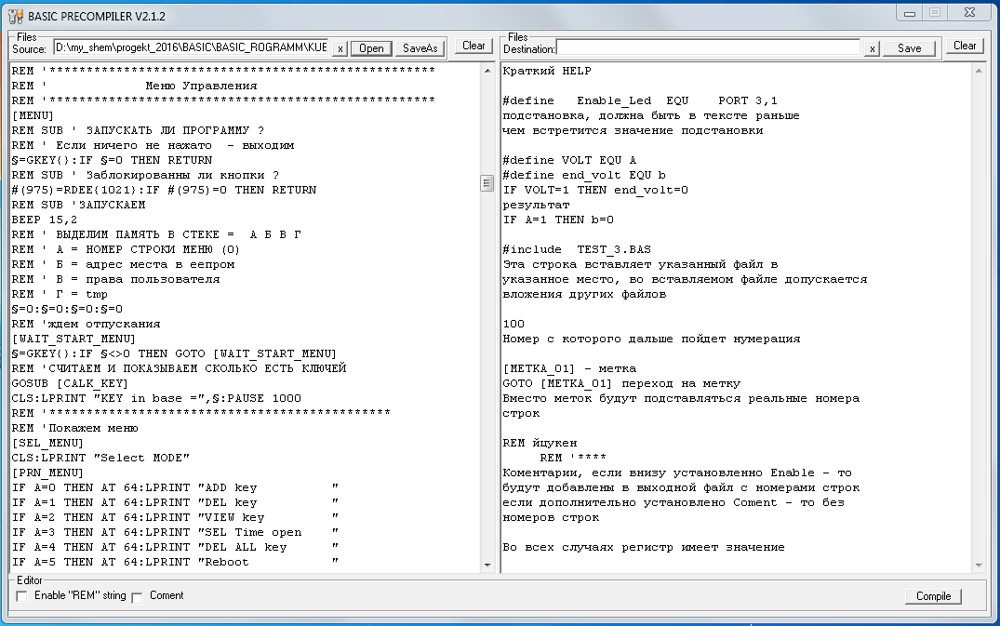 BASIC PRECOMPILER V2.1.2
Files
Source: D:\my_shem\progekt_2016\BASIC\BASIC_ROGRAMM\KUE x Open SaveAs Clear
REM '****************************************************
REM '             Меню Управления
REM '****************************************************
[MENU]
REM SUB ' ЗАПУСКАТЬ ЛИ ПРОГРАММУ ?
REM ' Если ничего не нажато  - выходим
§=GKEY{}:IF §=0 THEN RETURN
REM SUB ' Заблокированны ли кнопки ?
#(975)=RDEE{1021}:IF #(975)=0 THEN RETURN
REM SUB 'ЗАПУСКАЕМ
BEEP 15,2
REM ' ВЫДЕЛИМ ПАМЯТЬ В СТЕКЕ =  А Б В Г
REM ' А = НОМЕР СТРОКИ МЕНЮ (0)
REM ' Б = адрес места в еепром
REM ' В = права пользователя
REM ' Г = tmp
§=0:§=0:§=0:§=0
REM 'ждем отпускания
[WAIT_START_MENU]
§=GKEY{}:IF §<>0 THEN GOTO [WAIT_START_MENU]
REM 'СЧИТАЕМ И ПОКАЗЫВАЕМ СКОЛЬКО ЕСТЬ КЛЮЧЕЙ
GOSUB [CALK_KEY]
CLS:LPRINT "KEY in base =",§:PAUSE 1000
REM '**********************************************
REM 'Покажем меню
[SEL_MENU]
CLS:LPRINT "Select MODE"
[PRN_MENU]
IF A=0 THEN AT 64:LPRINT "ADD key          "
IF A=1 THEN AT 64:LPRINT "DEL key          "
IF A=2 THEN AT 64:LPRINT "VIEW key         "
IF A=3 THEN AT 64:LPRINT "SEL Time open    "
IF A=4 THEN AT 64:LPRINT "DEL ALL key      "
IF A=5 THEN AT 64:LPRINT "Reboot           "
Files
Destination: x Save Clear
Краткий HELP
#define   Enable_Led  EQU    PORT 3,1
подстановка, должна быть в тексте раньше
чем встретится значение подстановки
#define VOLT EQU A
#define end_volt EQU b
IF VOLT=1 THEN end_volt=0
результат
IF A=1 THEN b=0
#include  TEST_3.BAS
Эта строка вставляет указанный файл в
указанное место, во вставляемом файле допускается
вложения других файлов
100
Номер с которого дальше пойдет нумерация
[МЕТКА_01] - метка
GOTO [МЕТКА_01] переход на метку
Вместо меток будут подставляться реальные номера
строк
REM йцукен
     REM '****
Коментарии, если внизу установленно Enable - то
будут добавлены в выходной файл с номерами строк
если дополнительно установлено Coment - то без
номеров строк
Во всех случаях регистр имеет значение
Editor
Enable "REM" string Coment Compile